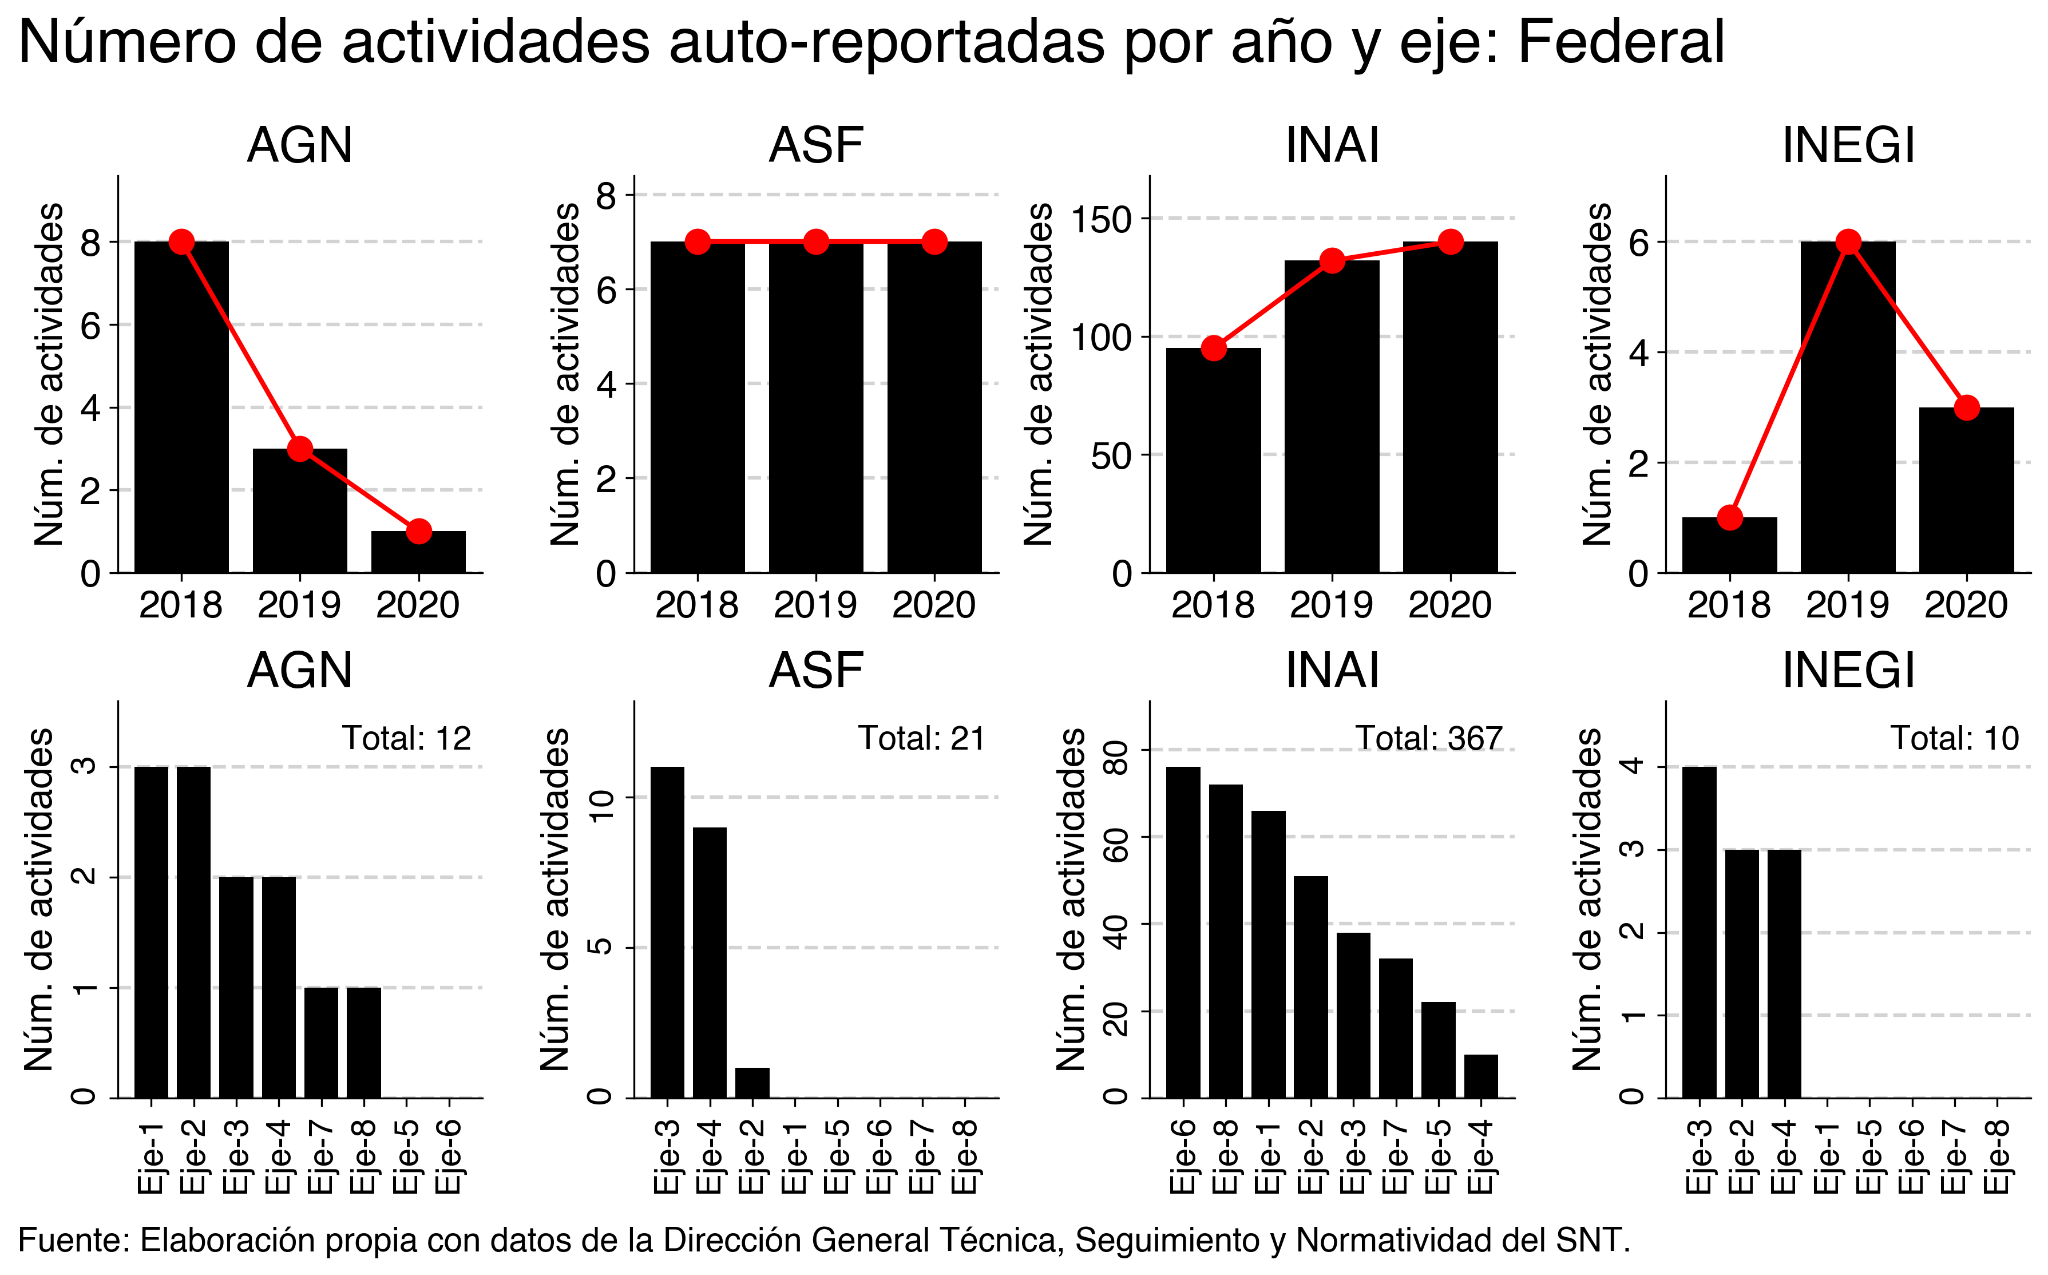 Número de actividades auto-reportadas por año y eje: Federal
AGN
ASF
INAI
INEGI
Núm. de actividades
8
6
4
2
0
2018 2019 2020
Núm. de actividades
8
6
4
2
0
2018 2019 2020
Núm. de actividades
150
100
50
0
2018 2019 2020
Núm. de actividades
6
4
2
0
2018 2019 2020
AGN
ASF
INAI
INEGI
Total: 12
Núm. de actividades
3
2
1
0
Eje-1
Eje-2
Eje-3
Eje-4
Eje-7
Eje-8
Eje-5
Eje-6
Total: 21
Núm. de actividades
10
5
0
Eje-3
Eje-4
Eje-2
Eje-1
Eje-5
Eje-6
Eje-7
Eje-8
Total: 367
Núm. de actividades
80
60
40
20
0
Eje-6
Eje-8
Eje-1
Eje-2
Eje-3
Eje-7
Eje-5
Eje-4
Total: 10
Núm. de actividades
4
3
2
1
0
Eje-3
Eje-2
Eje-4
Eje-1
Eje-5
Eje-6
Eje-7
Eje-8
Fuente: Elaboración propia con datos de la Dirección General Técnica, Seguimiento y Normatividad del SNT.